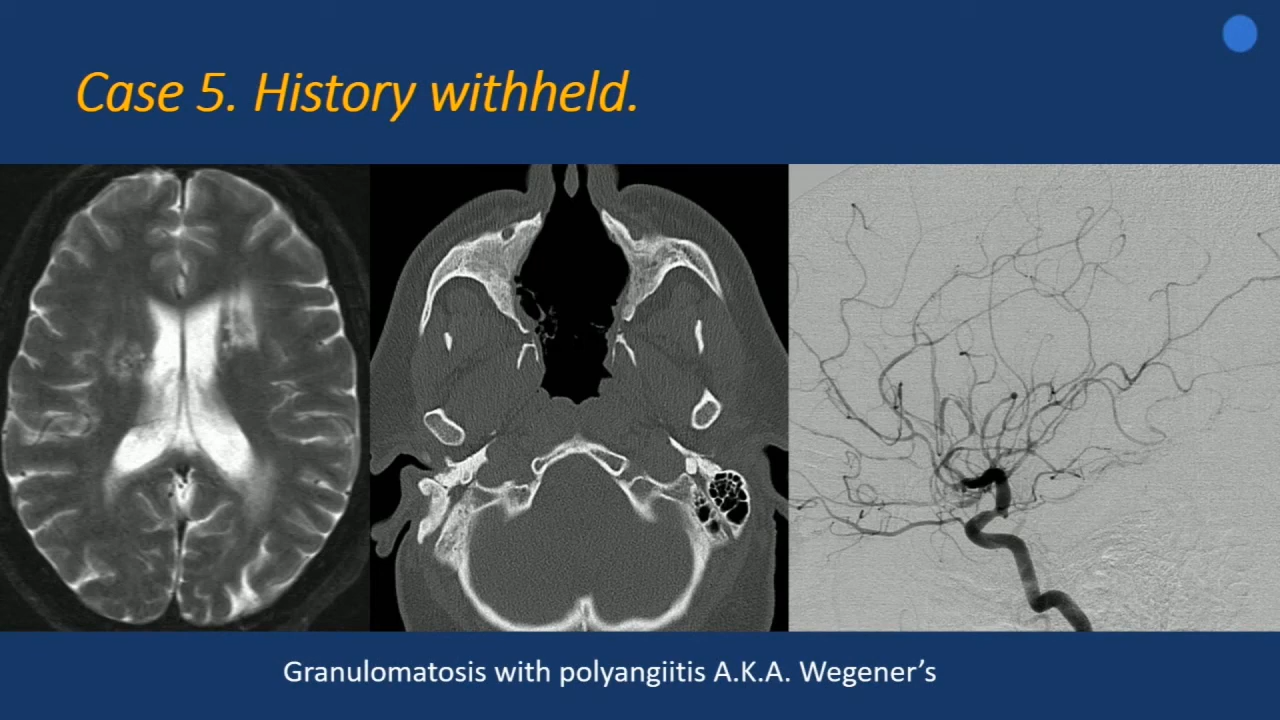 Case 5. History withheld.
Granulomatosis with polyangiitis A.K.A. Wegener’s